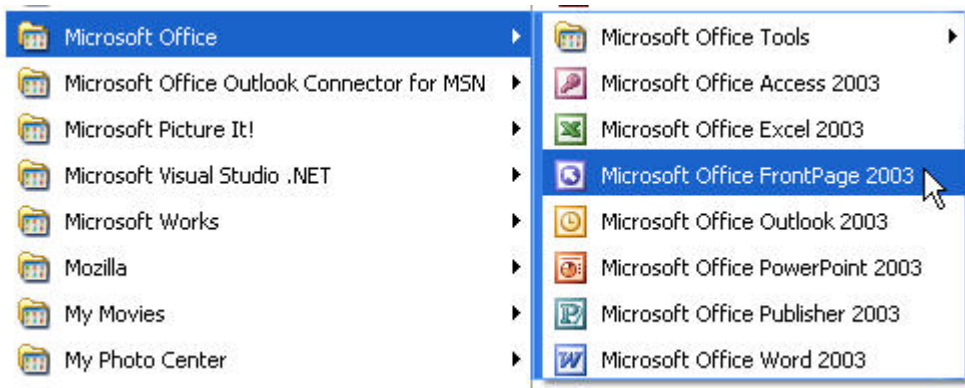 Microsoft Office
Microsoft Office Outlook Connector for MSN
Microsoft Picture It!
Microsoft Visual Studio .NET
Microsoft Works
Mozilla
My Movies
My Photo Center
Microsoft Office Tools
Microsoft Office Access 2003
Microsoft Office Excel 2003
Microsoft Office FrontPage 2003
Microsoft Office Outlook 2003
Microsoft Office PowerPoint 2003
Microsoft Office Publisher 2003
Microsoft Office Word 2003